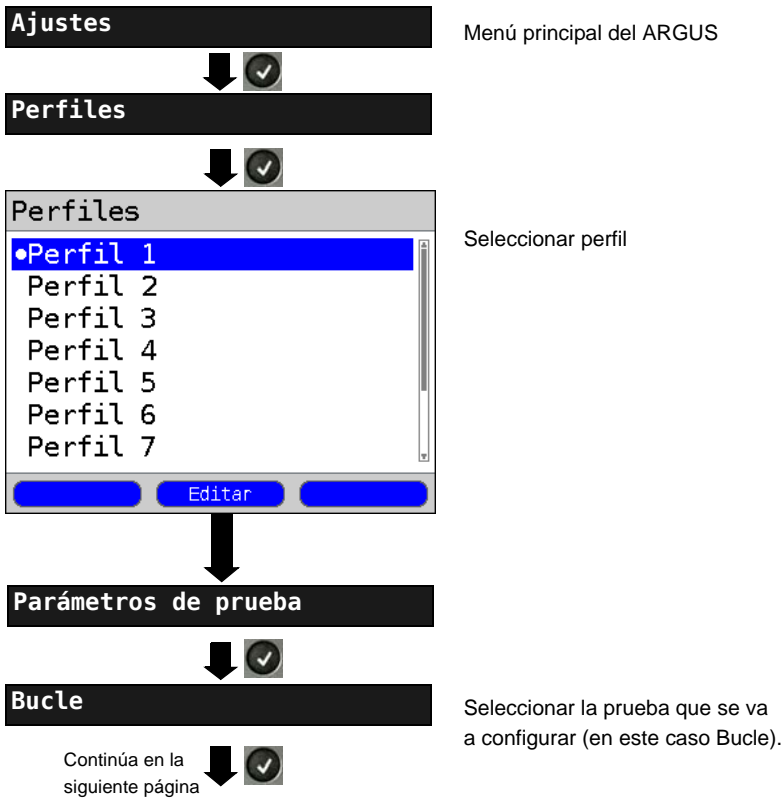 Ajustes
Menú principal del ARGUS
Perfiles
Perfiles
Perfil 1
Seleccionar perfil
Perfil 2
Perfil 3
Perfil 4
Perfil 5
Perfil 6
Perfil 7
Editar
Parámetros de prueba
Bucle
Seleccionar la prueba que se va
a configurar (en este caso Bucle).
Continúa en la
siguiente página